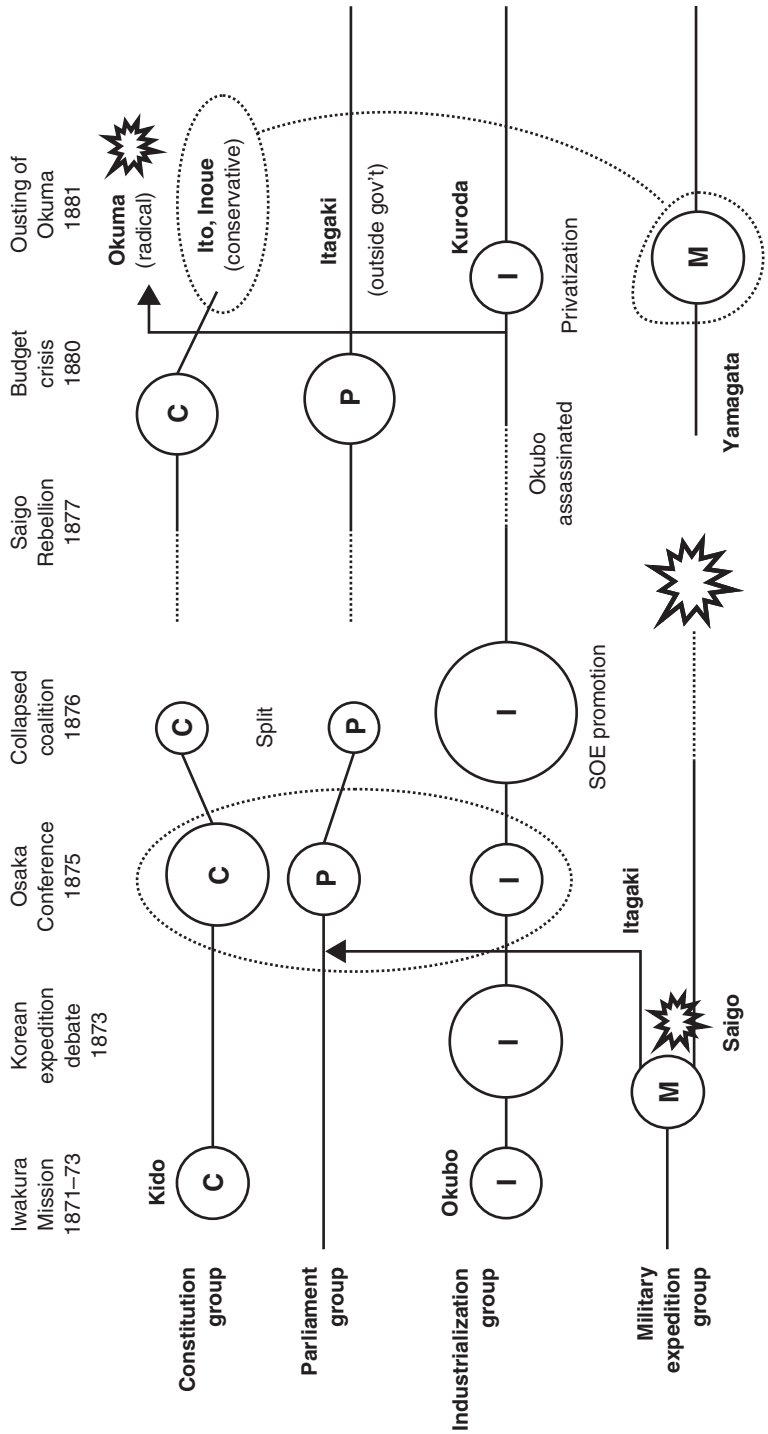 Iwakura
Mission
1871–73
Korean
expedition
debate
1873
Osaka
Conference
1875
Collapsed
coalition
1876
Saigo
Rebellion
1877
Budget
crisis
1880
Ousting of
Okuma
1881
Constitution
group
Kido
C
C
C
Split
C
Okuma
(radical)
Ito, Inoue
(conservative)
Parliament
group
P
P
P
Itagaki
(outside gov't)
Industrialization
group
Okubo
I
I
I
I
SOE promotion
Okubo
assassinated
I
Kuroda
Privatization
Military
expedition
group
M
Saigo
Itagaki
Yamagata
M